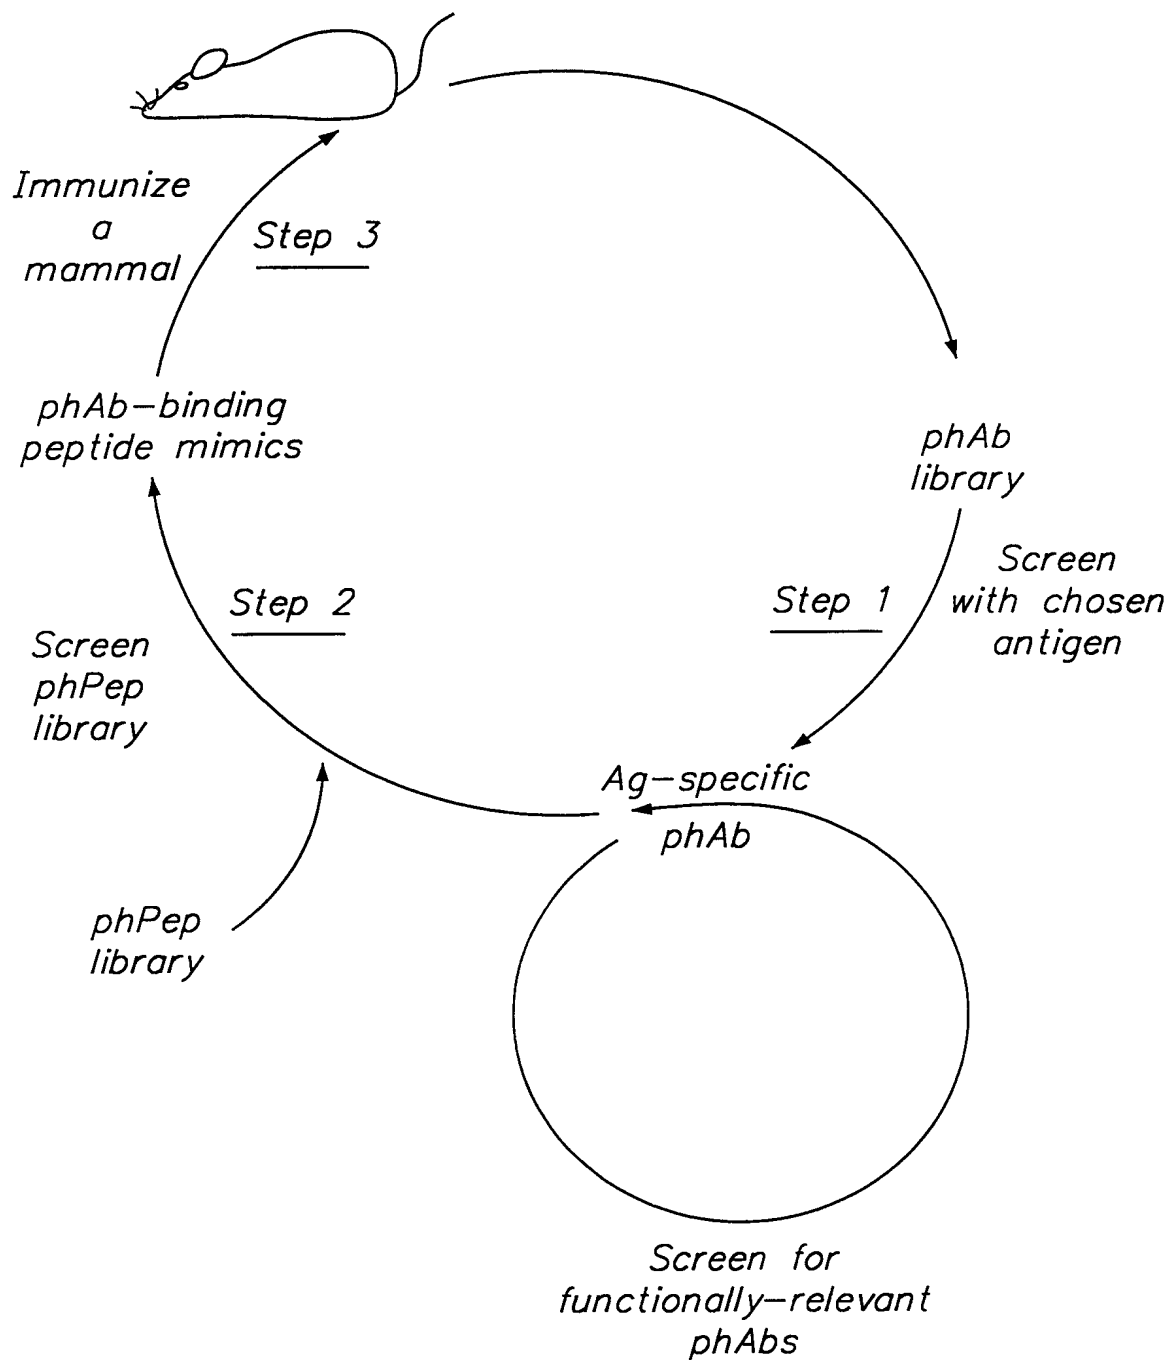 Immunize
a
mammal
Step 3
phAb-binding
peptide mimics
phAb
library
Screen
with chosen
antigen
Step 1
Step 2
Screen
phPep
library
Ag-specific
phAb
phPep
library
Screen for
functionally-relevant
phAbs